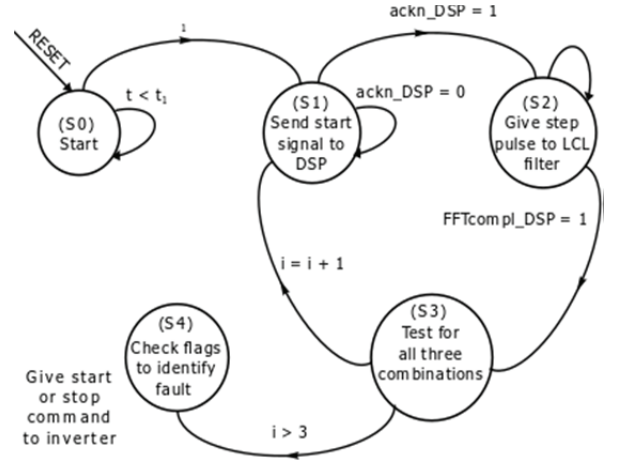 RESET
1
ackn_DSP = 1
t < t₁
ackn_DSP = 0
(S0)
Start
(S1)
Send start
signal to
DSP
(S2)
Give step
pulse to LCL
filter
FFTcompl_DSP = 1
i = i + 1
(S3)
Test for
all three
combinations
(S4)
Check flags
to identify
fault
Give start
or stop
command
to inverter
i > 3